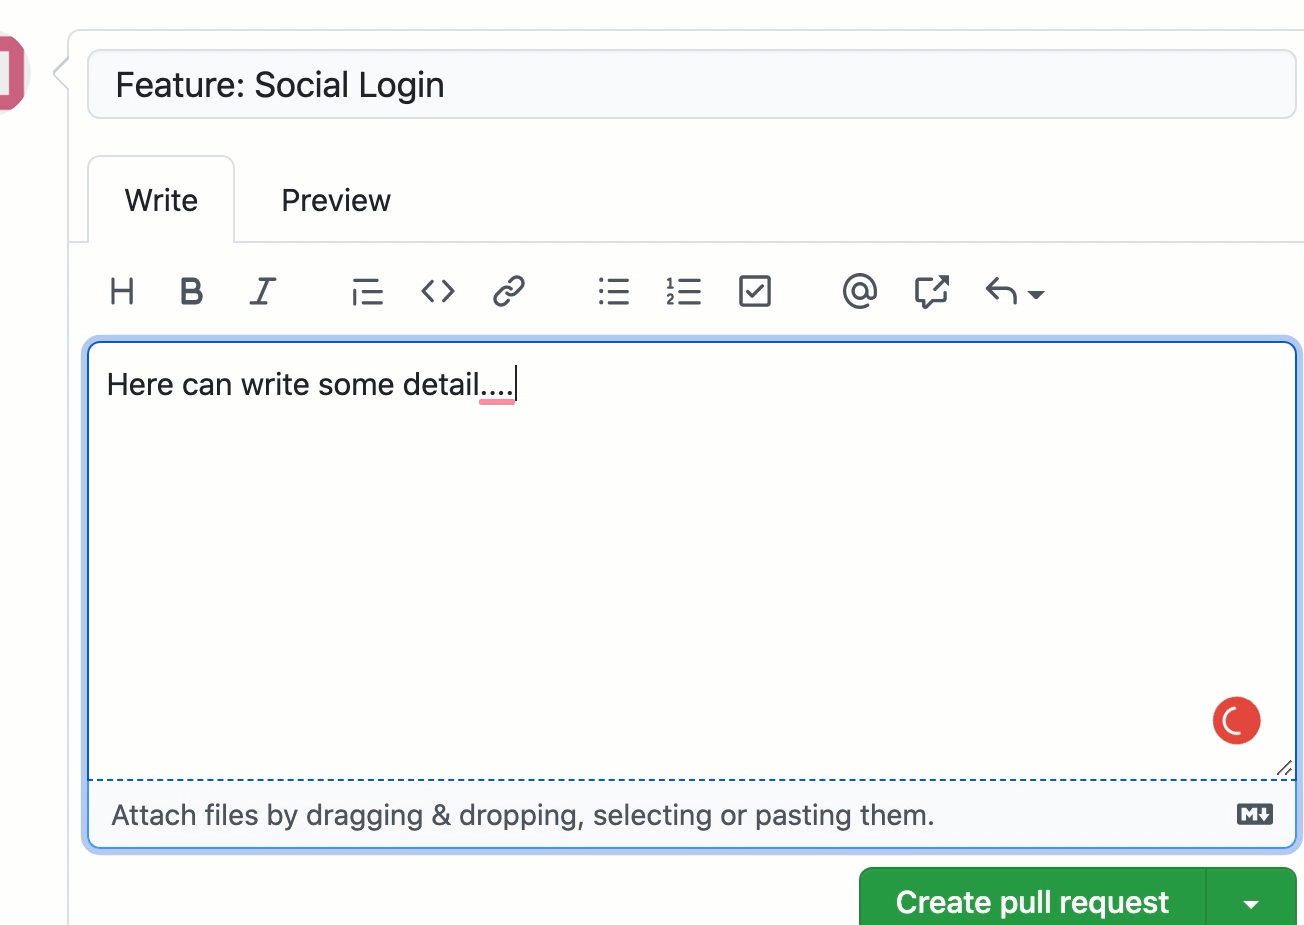 Feature: Social Login
Write Preview
Here can write some detail....
Attach files by dragging & dropping, selecting or pasting them.
Create pull request